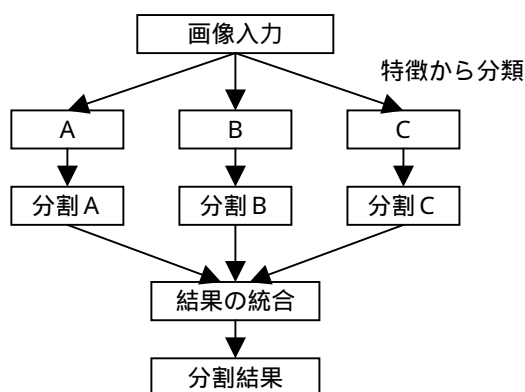 画像入力
特徴から分類
A
B
C
分割A
分割B
分割C
結果の統合
分割結果